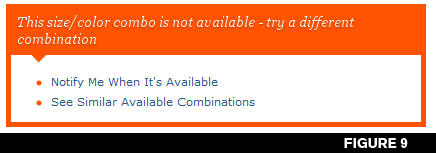 This size/color combo is not available - try a different
combination
Notify Me When It's Available
See Similar Available Combinations
FIGURE 9